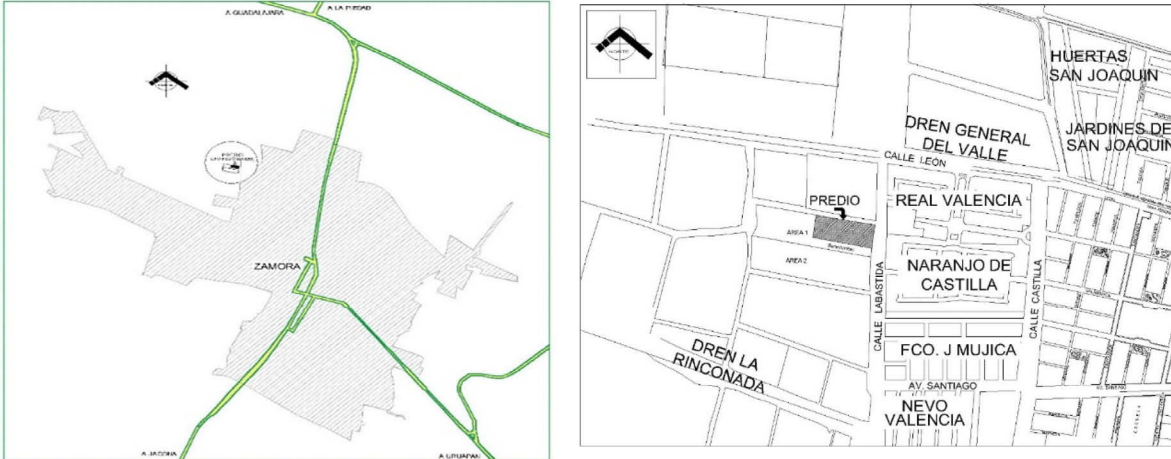 A GUADALAJARA
A LA PIEDAD
ZAMORA
A JACONA
A URUAPAN
NORTE
HUERTAS
SAN JOAQUIN
JARDINES DE
SAN JOAQUIN
DREN GENERAL
DEL VALLE
CALLE LEÓN
PREDIO
REAL VALENCIA
AREA 1
AREA 2
NARANJO DE
CASTILLA
CALLE LABASTIDA
CALLE CASTILLA
DREN LA
RINCONADA
FCO. J MUJICA
AV. SANTIAGO
NEVO
VALENCIA